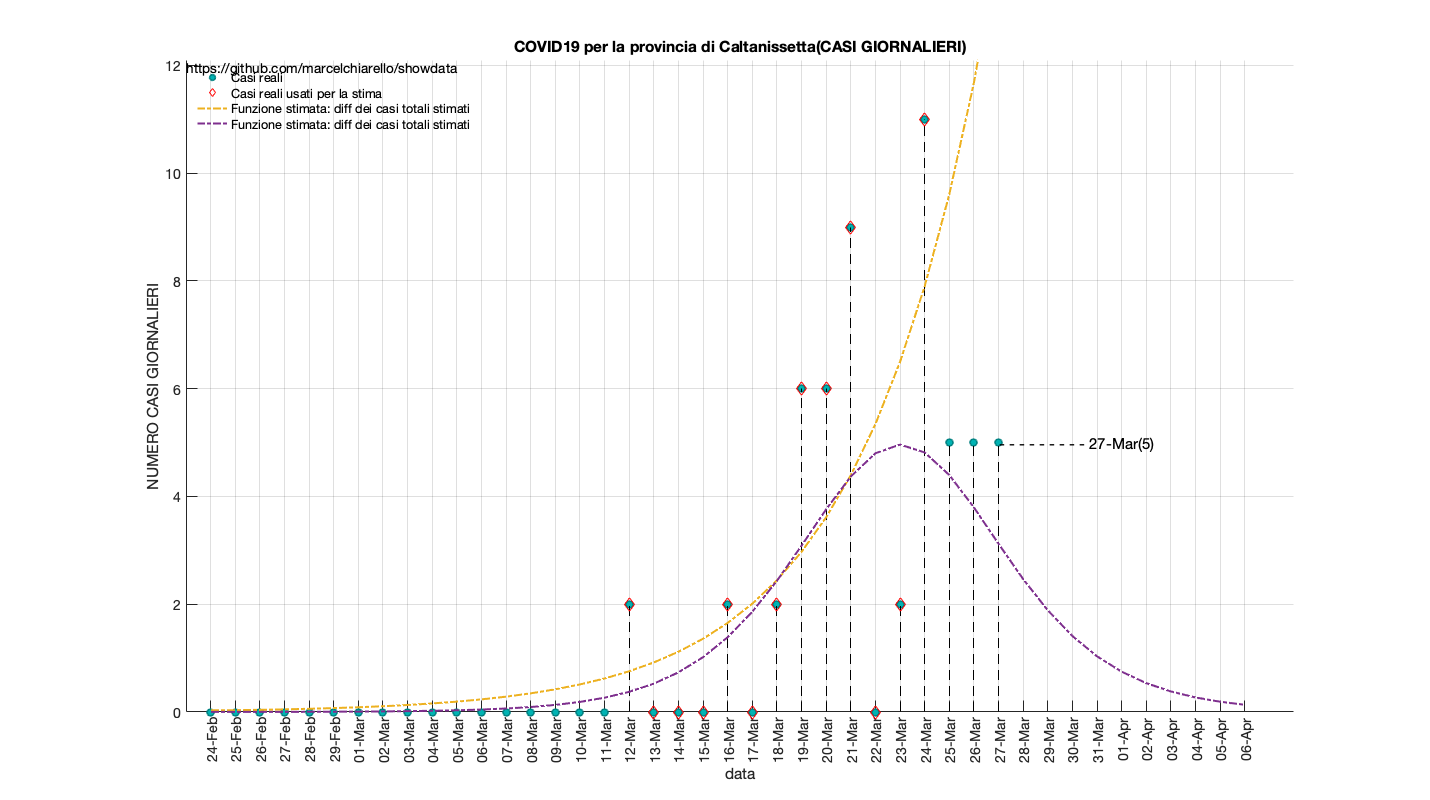 COVID19 per la provincia di Caltanissetta(CASI GIORNALIERI)
https://github.com/marcelchiarello/showdata
Casi reali
Casi reali usati per la stima
Funzione stimata: diff dei casi totali stimati
Funzione stimata: diff dei casi totali stimati
NUMERO CASI GIORNALIERI
12
10
8
6
4
2
0
27-Mar(5)
24-Feb
25-Feb
26-Feb
27-Feb
28-Feb
29-Feb
01-Mar
02-Mar
03-Mar
04-Mar
05-Mar
06-Mar
07-Mar
08-Mar
09-Mar
10-Mar
11-Mar
12-Mar
13-Mar
14-Mar
15-Mar
16-Mar
17-Mar
18-Mar
19-Mar
20-Mar
21-Mar
22-Mar
23-Mar
24-Mar
25-Mar
26-Mar
27-Mar
28-Mar
29-Mar
30-Mar
31-Mar
01-Apr
02-Apr
03-Apr
04-Apr
05-Apr
06-Apr
data